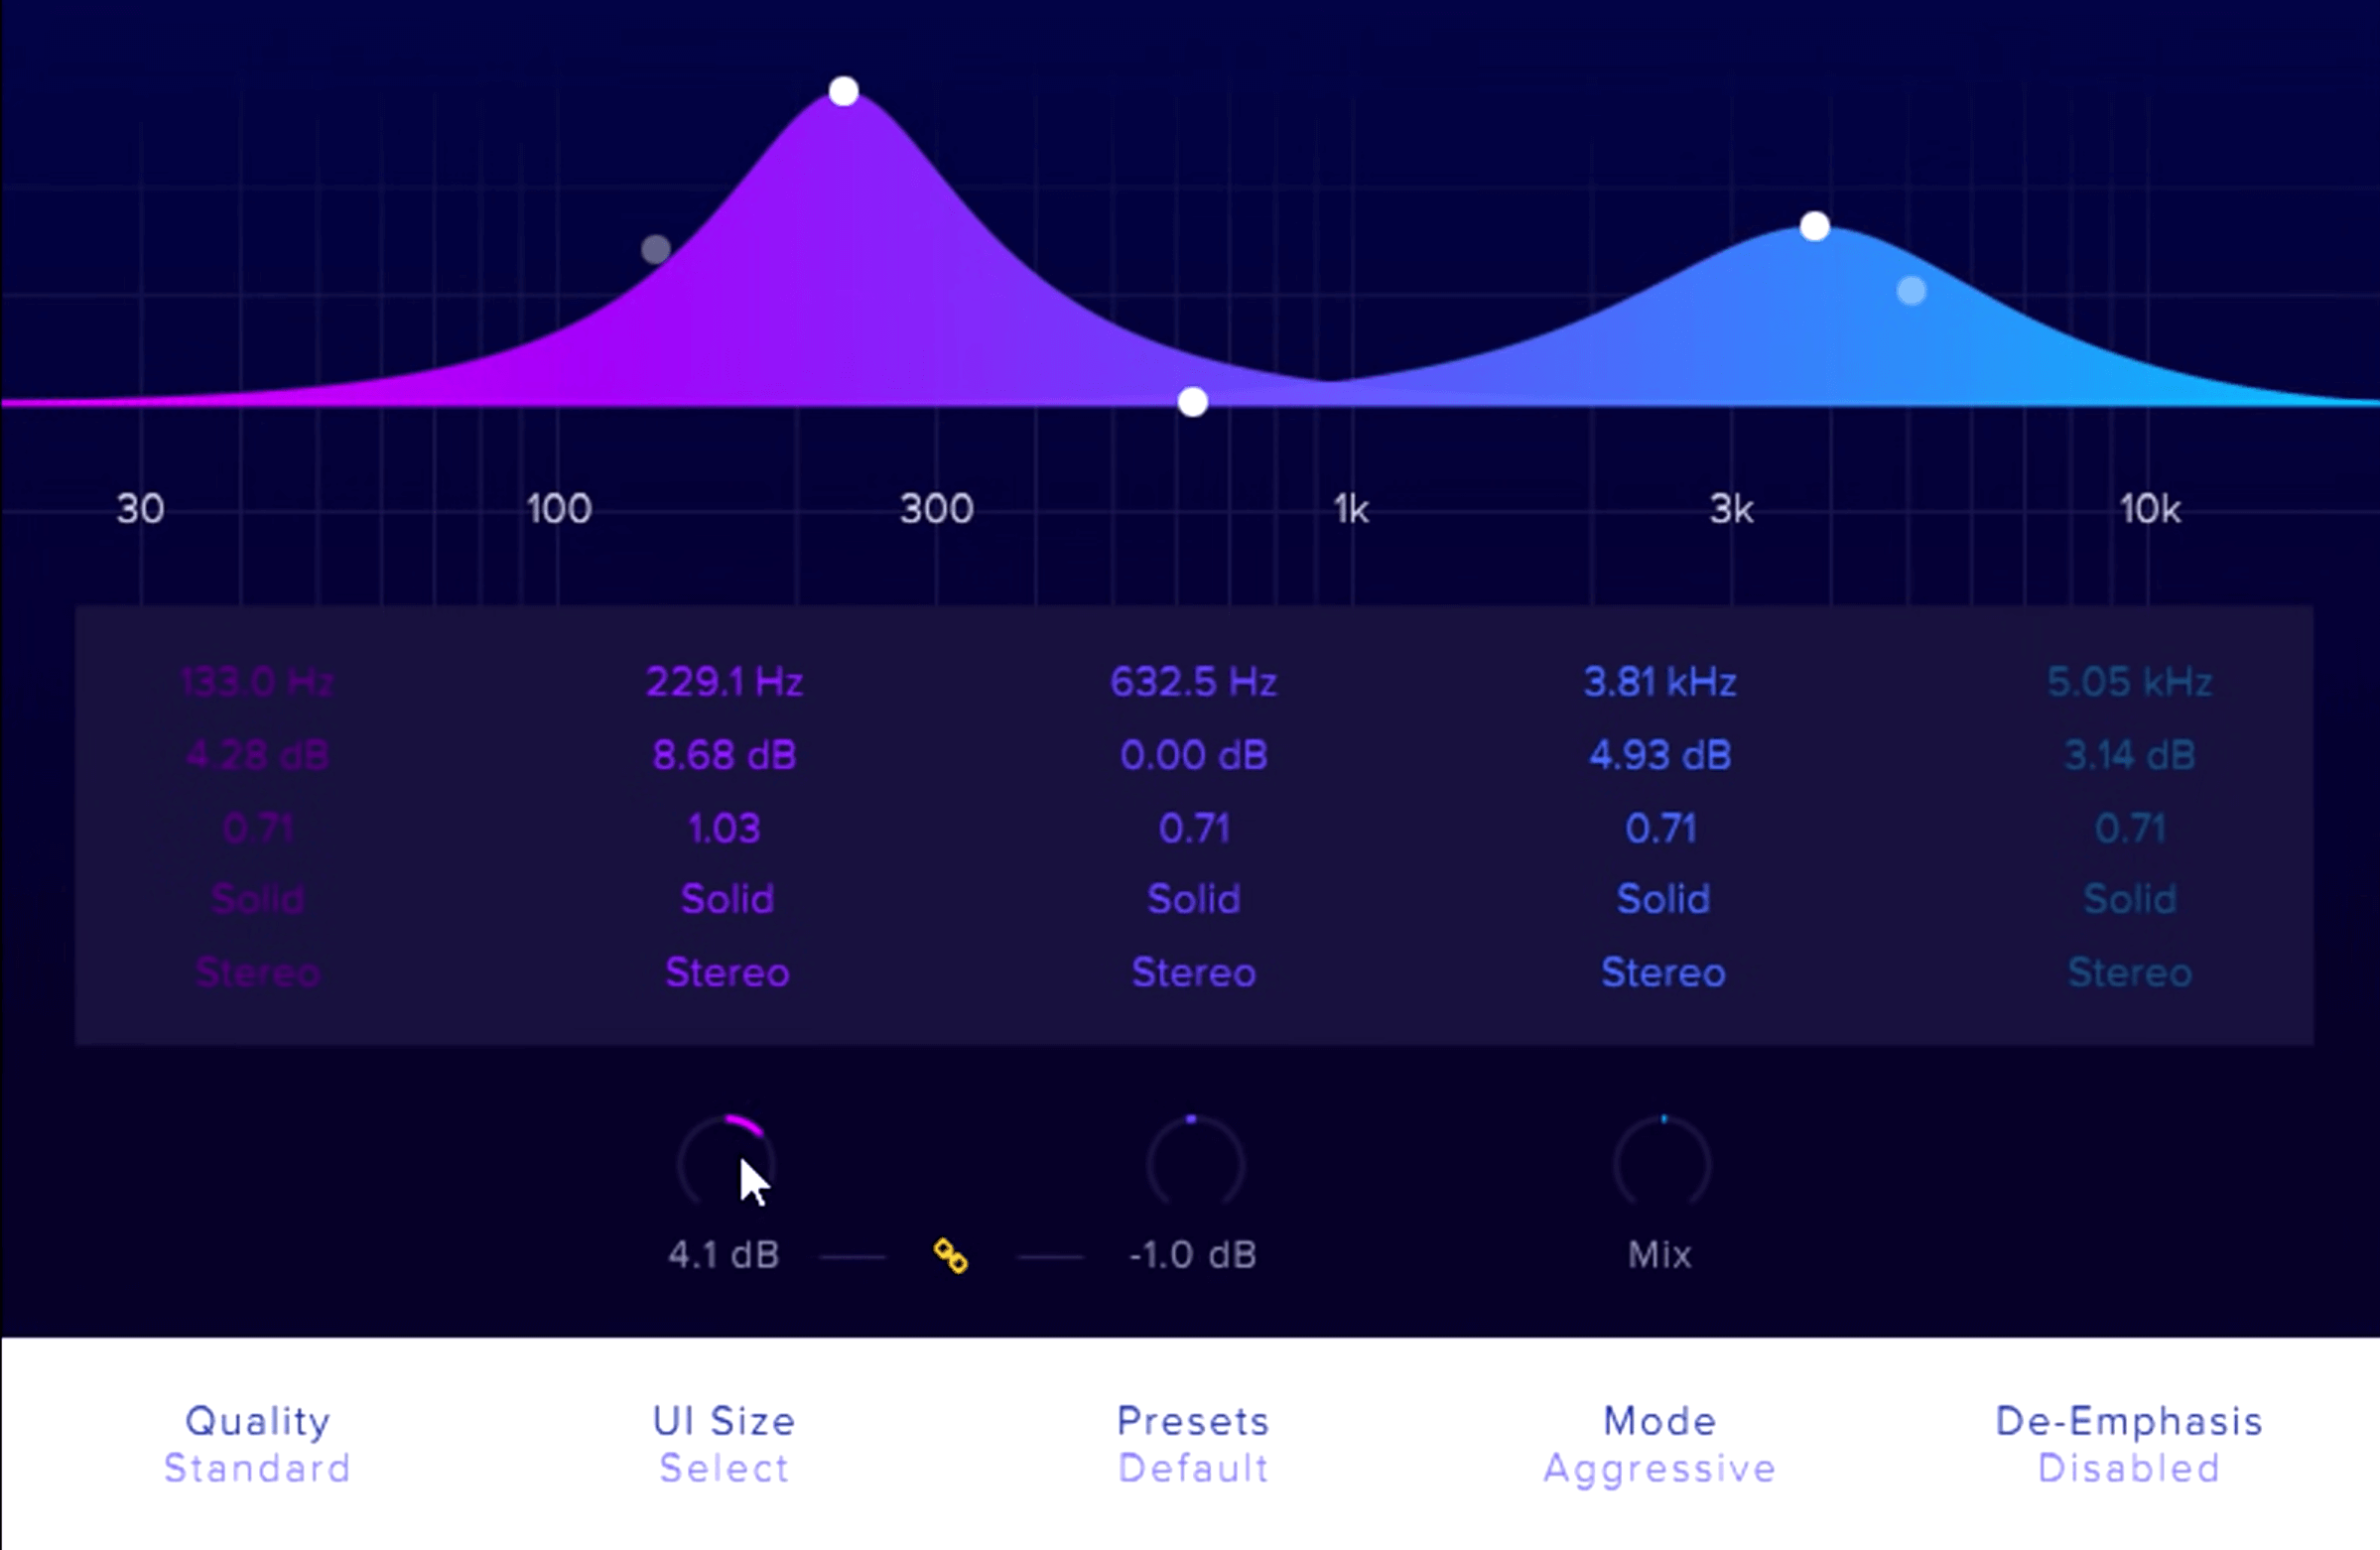 30 100 300 1k 3k 10k
133.0 Hz 229.1 Hz 632.5 Hz 3.81 kHz 5.05 kHz
4.28 dB 8.68 dB 0.00 dB 4.93 dB 3.14 dB
0.71 1.03 0.71 0.71 0.71
Solid Solid Solid Solid Solid
Stereo Stereo Stereo Stereo Stereo
4.1 dB -1.0 dB Mix
Quality UI Size Presets Mode De-Emphasis
Standard Select Default Aggressive Disabled